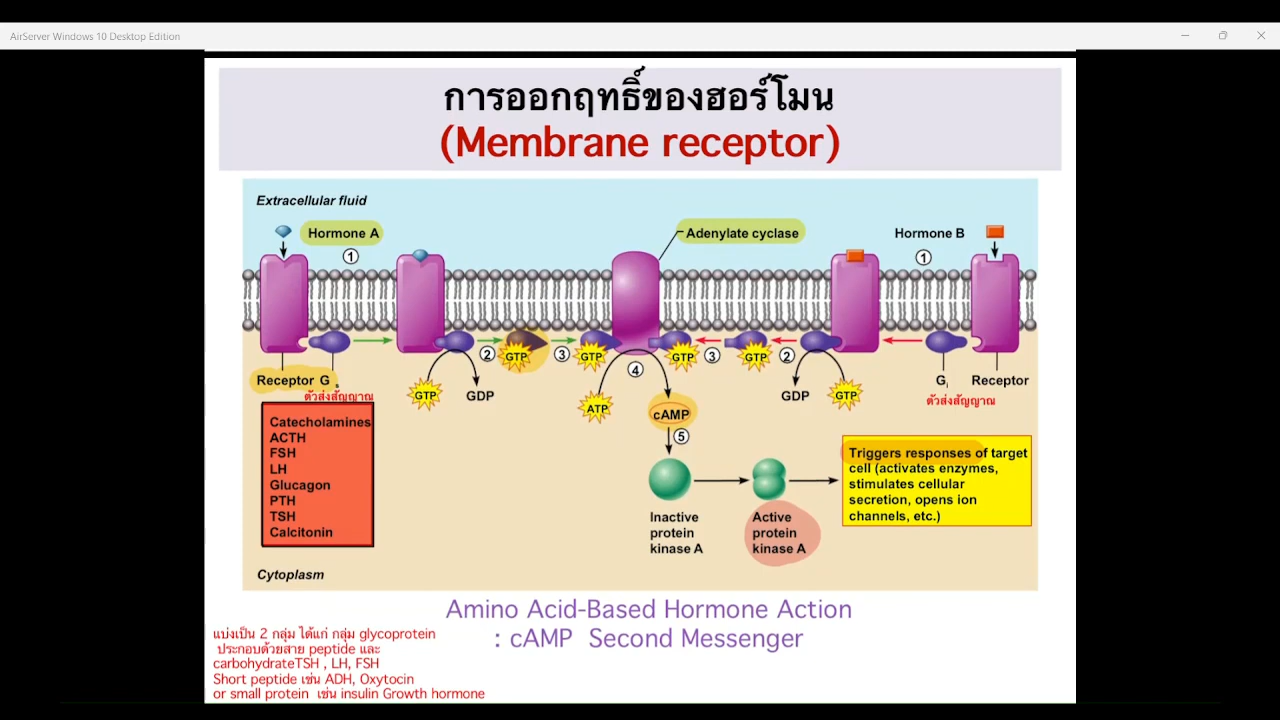 AirServer Windows 10 Desktop Edition
การออกฤทธิ์ของฮอร์โมน
(Membrane receptor)
Extracellular fluid
Hormone A
①
Adenylate cyclase
Hormone B
①
②
GTP
③
GTP
④
GTP
③
GTP
②
Receptor
Gs
ตัวส่งสัญญาณ
GTP
GDP
ATP
cAMP
⑤
GDP
GTP
Gi
Receptor
ตัวส่งสัญญาณ
Catecholamines
ACTH
FSH
LH
Glucagon
PTH
TSH
Calcitonin
Inactive
protein
kinase A
Active
protein
kinase A
Triggers responses of target
cell (activates enzymes,
stimulates cellular
secretion, opens ion
channels, etc.)
Cytoplasm
Amino Acid-Based Hormone Action
: cAMP Second Messenger
แบ่งเป็น 2 กลุ่ม ได้แก่ กลุ่ม glycoprotein
ประกอบด้วยสาย peptide และ
carbohydrateTSH , LH, FSH
Short peptide เช่น ADH, Oxytocin
or small protein เช่น insulin Growth hormone